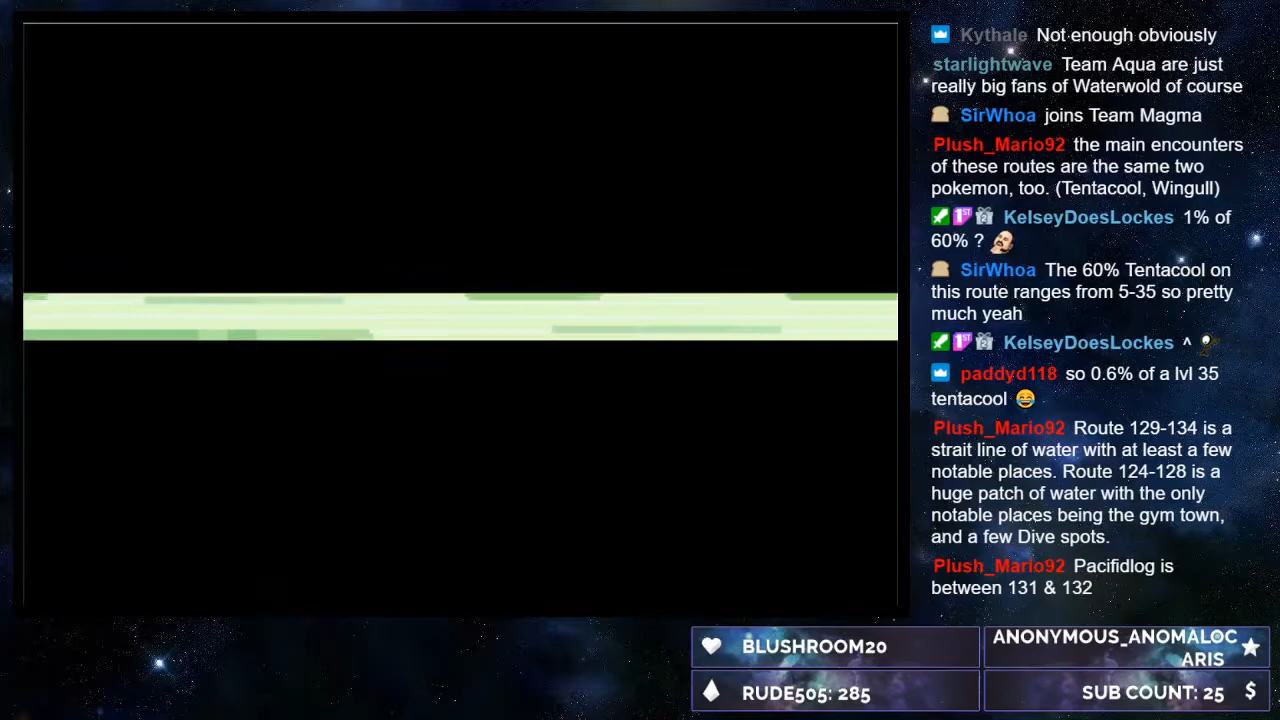 Kythale Not enough obviously
starlightwave Team Aqua are just
really big fans of Waterwold of course
SirWhoa joins Team Magma
Plush_Mario92 the main encounters
of these routes are the same two
pokemon, too. (Tentacool, Wingull)
KelseyDoesLockes 1% of
60% ?
SirWhoa The 60% Tentacool on
this route ranges from 5-35 so pretty
much yeah
KelseyDoesLockes ^
paddyd118 so 0.6% of a lvl 35
tentacool
Plush_Mario92 Route 129-134 is a
strait line of water with at least a few
notable places. Route 124-128 is a
huge patch of water with the only
notable places being the gym town,
and a few Dive spots.
Plush_Mario92 Pacifidlog is
between 131 & 132
BLUSHROOM20
ANONYMOUS_ANOMALOC
ARIS
RUDE505: 285
SUB COUNT: 25 $